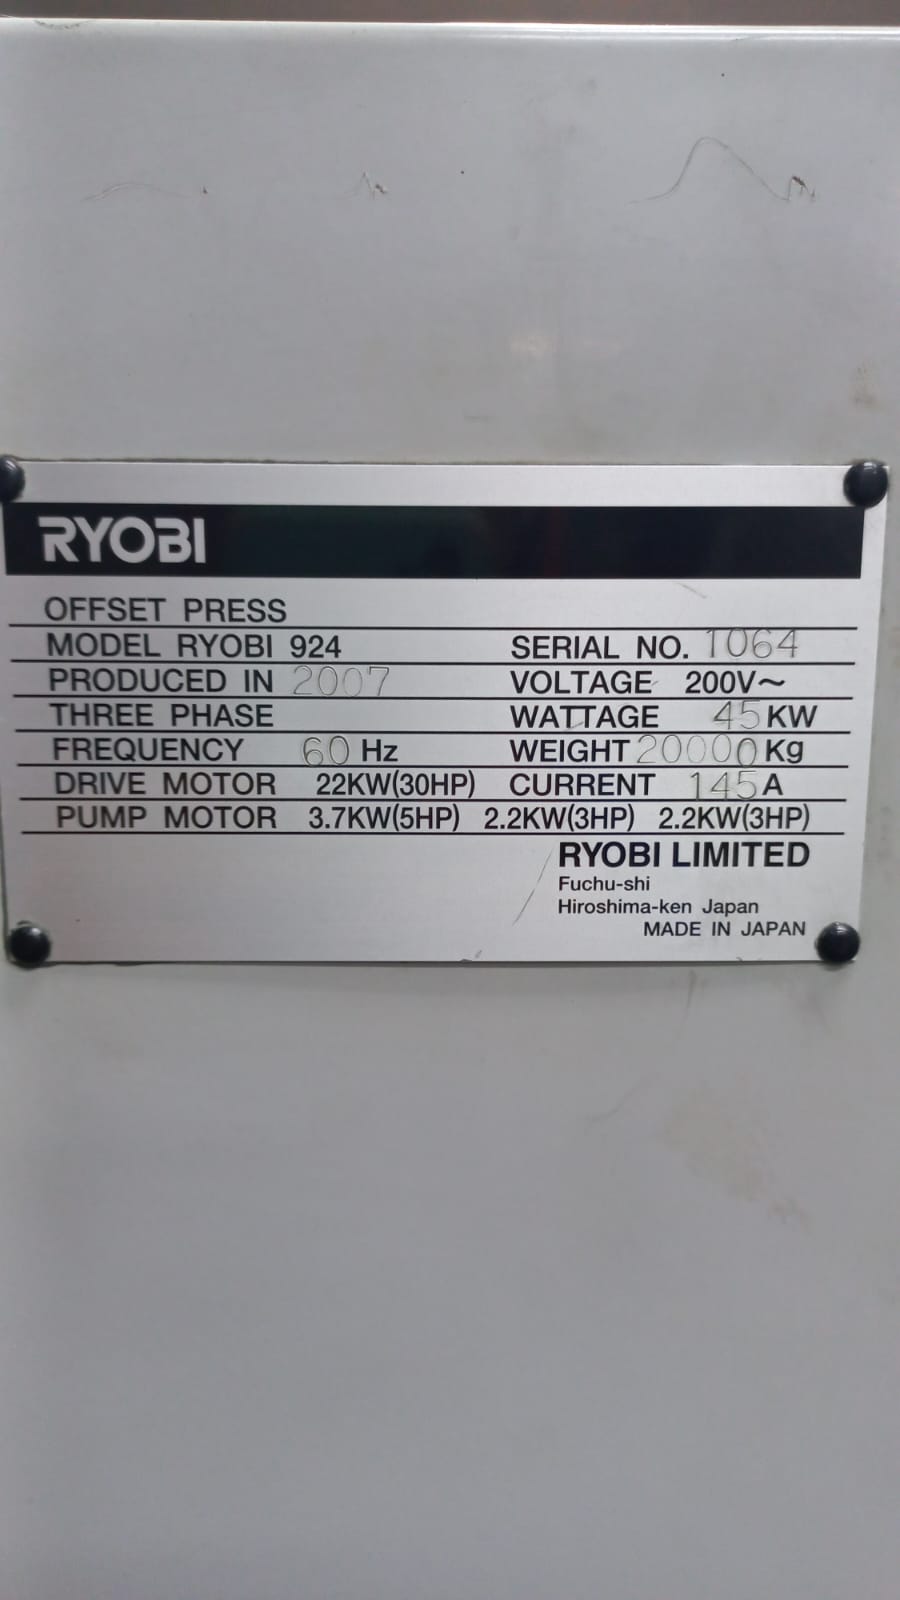 RYOBI
OFFSET PRESS
MODEL RYOBI 924 SERIAL NO. 1064
PRODUCED IN 2007 VOLTAGE 200V~
THREE PHASE WATTAGE 45 KW
FREQUENCY 60 Hz WEIGHT 20000 Kg
DRIVE MOTOR 22KW(30HP) CURRENT 145 A
PUMP MOTOR 3.7KW(5HP) 2.2KW(3HP) 2.2KW(3HP)
RYOBI LIMITED
Fuchu-shi
Hiroshima-ken Japan
MADE IN JAPAN